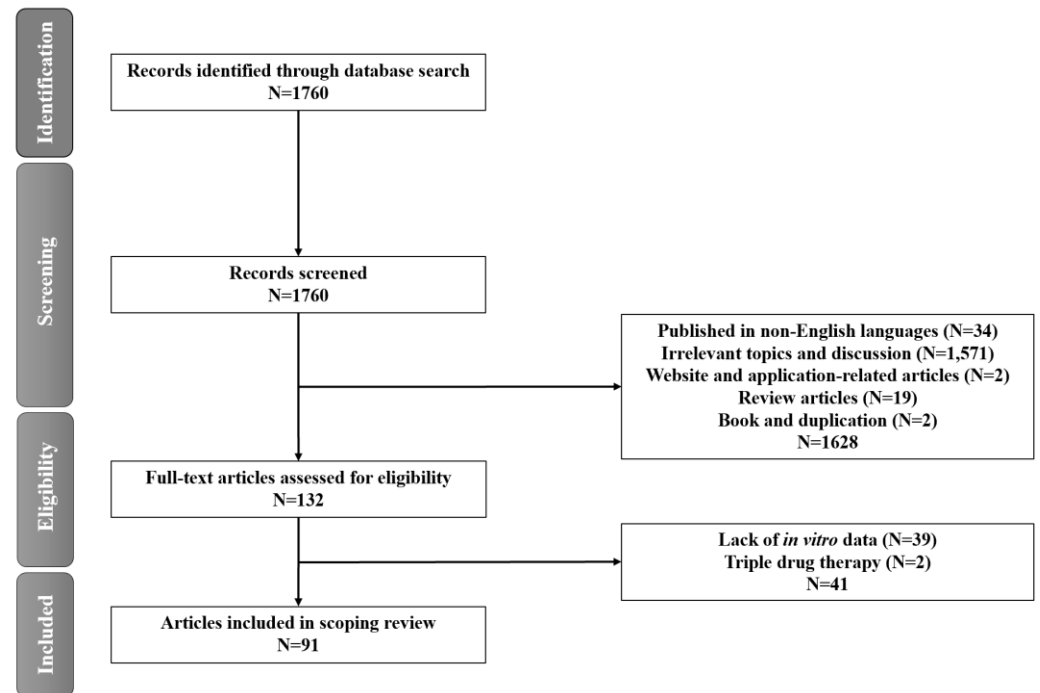 Identification
Records identified through database search
N=1760
Screening
Records screened
N=1760
Published in non-English languages (N=34)
Irrelevant topics and discussion (N=1,571)
Website and application-related articles (N=2)
Review articles (N=19)
Book and duplication (N=2)
N=1628
Eligibility
Full-text articles assessed for eligibility
N=132
Lack of in vitro data (N=39)
Triple drug therapy (N=2)
N=41
Included
Articles included in scoping review
N=91